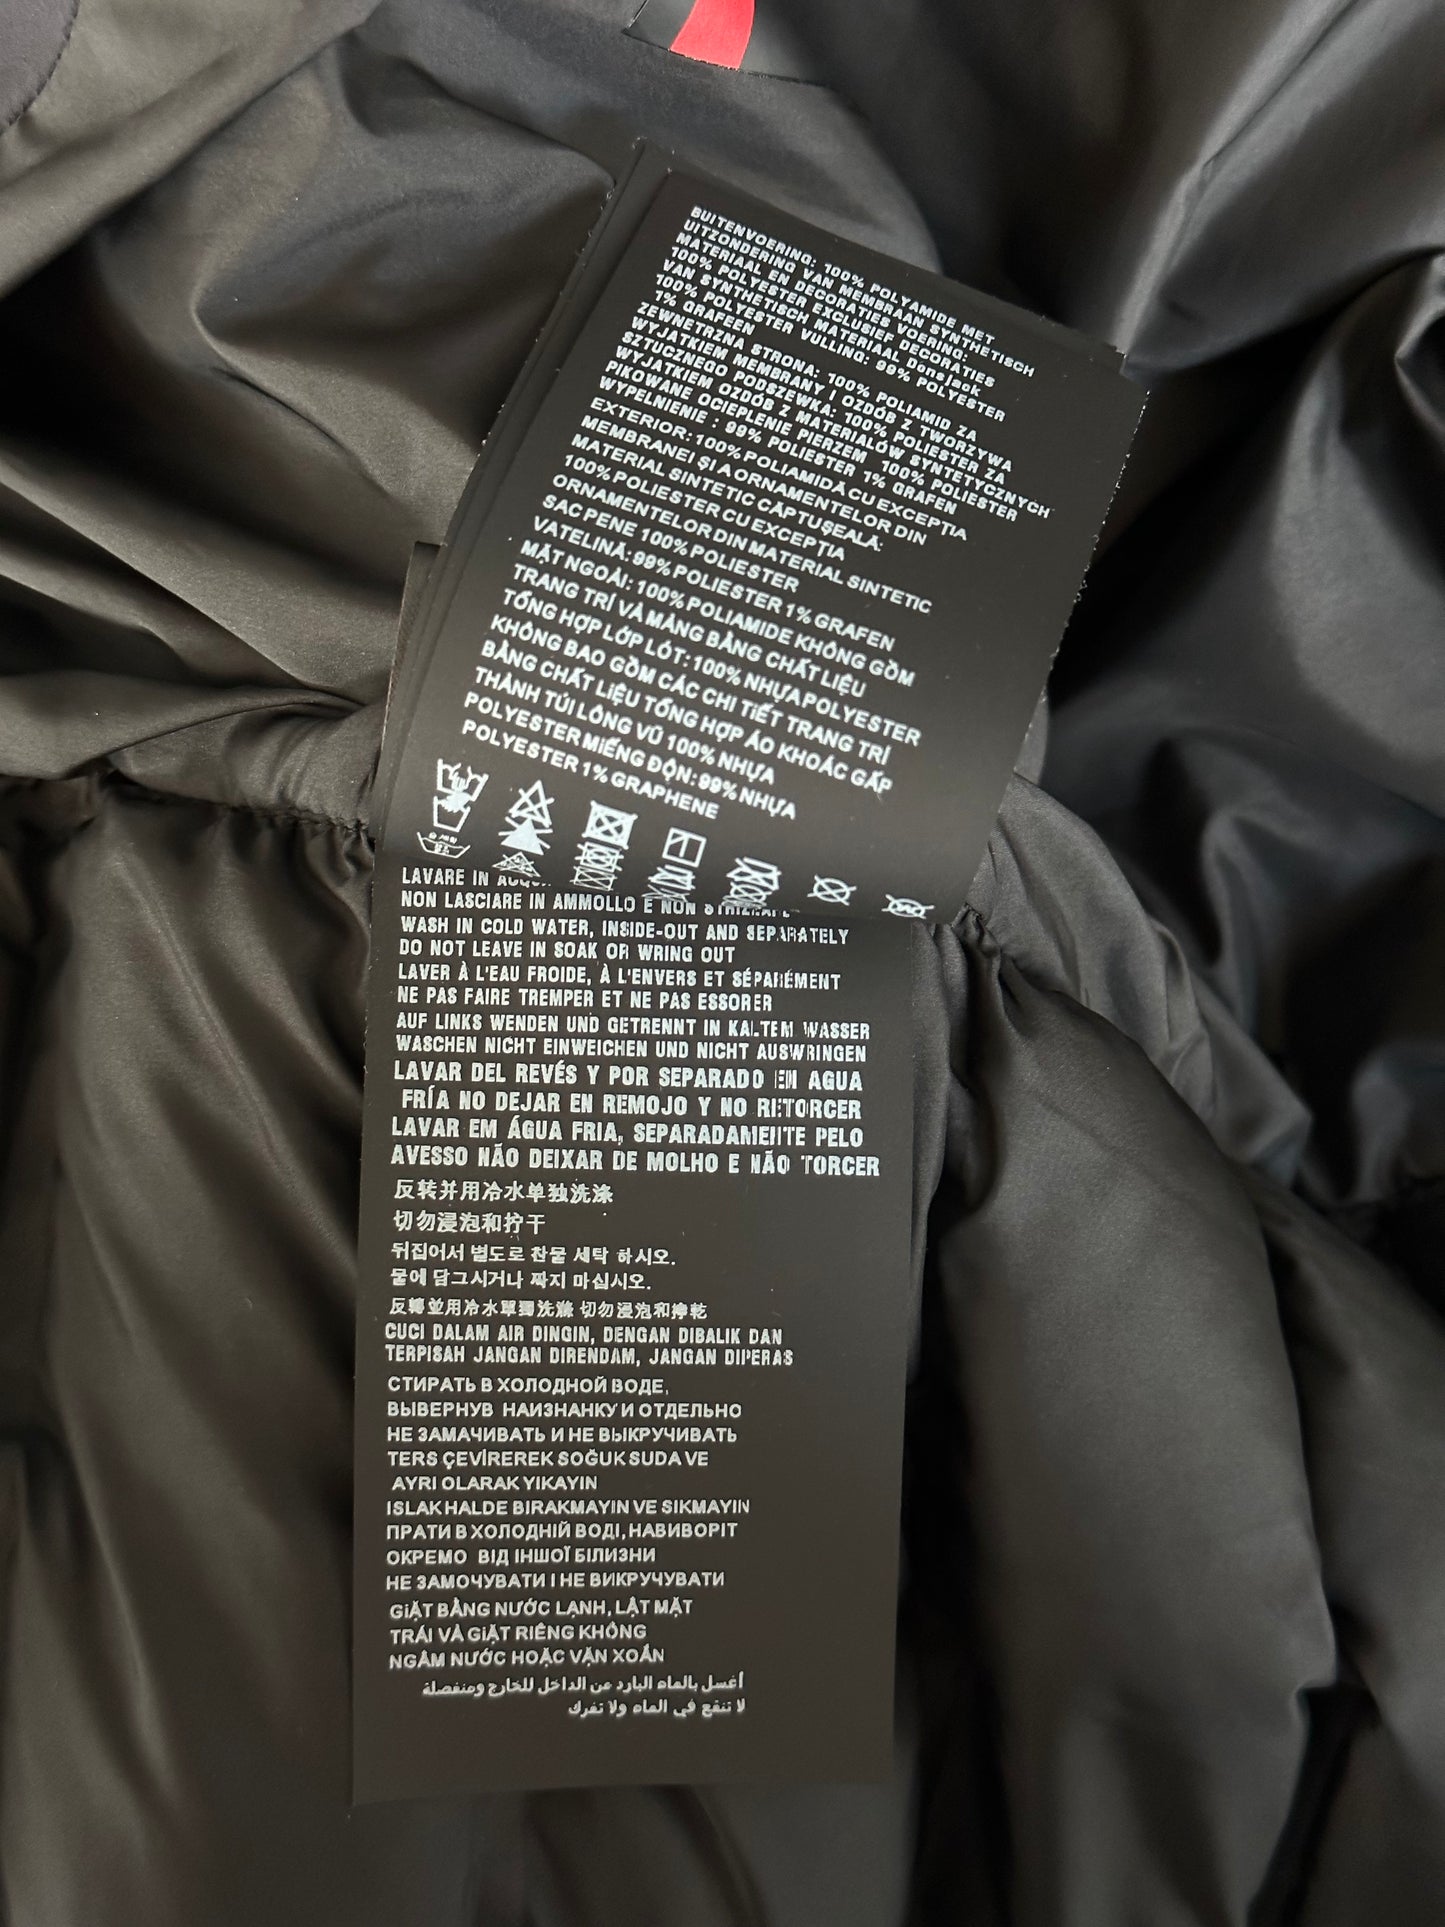 BUITENVOERING: 100% POLYAMIDE MET
UITZONDERING VAN MEMBRAAN SYNTHETISCH
MATERIAAL EN DECORATIES VOERING:
100% POLYESTER EXCLUSIEF DECORATIES
VAN SYNTHETISCH MATERIAAL Donsjack
100% POLYESTER VULLING: 99% POLYESTER
1% GRAFEEN
ZEWNETRZNA STRONA: 100% POLIAMID ZA
WYJATKIEM MEMBRANY I OZDÓB Z TWORZYWA
SZTUCZNEGO PODSZEWKA: 100% POLIESTER ZA
WYJATKIEM OZDÓB Z MATERIALÓW SYNTETYCZNYCH
PIKOWANE OCIEPLENIE PIERZEM 100% POLIESTER
WYPELNIENIE : 99% POLIESTER 1% GRAFEN
EXTERIOR: 100% POLIAMIDĂ CU EXCEPȚIA
MEMBRANEI ȘI A ORNAMENTELOR DIN
MATERIAL SINTETIC CĂPTUȘEALĂ:
100% POLIESTER CU EXCEPȚIA
ORNAMENTELOR DIN MATERIAL SINTETIC
SAC PENE 100% POLIESTER
VATELINĂ: 99% POLIESTER 1% GRAFEN
MẶT NGOÀI: 100% POLIAMIDE KHÔNG GỒM
TRANG TRÍ VÀ MÀNG BẰNG CHẤT LIỆU
TỔNG HỢP LỚP LÓT: 100% NHỰA POLYESTER
KHÔNG BAO GỒM CÁC CHI TIẾT TRANG TRÍ
BẰNG CHẤT LIỆU TỔNG HỢP ÁO KHOÁC GẤP
THÀNH TÚI LÔNG VŨ 100% NHỰA
POLYESTER MIẾNG ĐỘN: 99% NHỰA
POLYESTER 1% GRAPHENE
LAVARE IN
NON LASCIARE IN AMMOLLO E NON
WASH IN COLD WATER, INSIDE-OUT AND SEPARATELY
DO NOT LEAVE IN SOAK OR WRING OUT
LAVER À L'EAU FROIDE, À L'ENVERS ET SÉPARÉMENT
NE PAS FAIRE TREMPER ET NE PAS ESSORER
AUF LINKS WENDEN UND GETRENNT IN KALTEM WASSER
WASCHEN NICHT EINWEICHEN UND NICHT AUSWRINGEN
LAVAR DEL REVÉS Y POR SEPARADO EN AGUA
FRÍA NO DEJAR EN REMOJO Y NO RETORCER
LAVAR EM ÁGUA FRIA, SEPARADAMENTE PELO
AVESSO NÃO DEIXAR DE MOLHO E NÃO TORCER
反转并用冷水单独洗涤
切勿浸泡和拧干
뒤집어서 별도로 찬물 세탁 하시오.
물에 담그시거나 짜지 마십시오.
反轉並用冷水單獨洗滌 切勿浸泡和擰乾
CUCI DALAM AIR DINGIN, DENGAN DIBALIK DAN
TERPISAH JANGAN DIRENDAM, JANGAN DIPERAS
СТИРАТЬ В ХОЛОДНОЙ ВОДЕ,
ВЫВЕРНУВ НАИЗНАНКУ И ОТДЕЛЬНО
НЕ ЗАМАЧИВАТЬ И НЕ ВЫКРУЧИВАТЬ
TERS ÇEVİREREK SOĞUK SUDA VE
AYRI OLARAK YIKAYIN
ISLAK HALDE BIRAKMAYIN VE SIKMAYIN
ПРАТИ В ХОЛОДНІЙ ВОДІ, НАВИВОРІТ
ОКРЕМО ВІД ІНШОЇ БІЛИЗНИ
НЕ ЗАМОЧУВАТИ І НЕ ВИКРУЧУВАТИ
GIẶT BẰNG NƯỚC LẠNH, LẬT MẶT
TRÁI VÀ GIẶT RIÊNG KHÔNG
NGÂM NƯỚC HOẶC VẶN XOẮN
أغسل بالماه البارد عن الداخل للخارج ومنفصلة
لا تنقع في الماه ولا تفرك